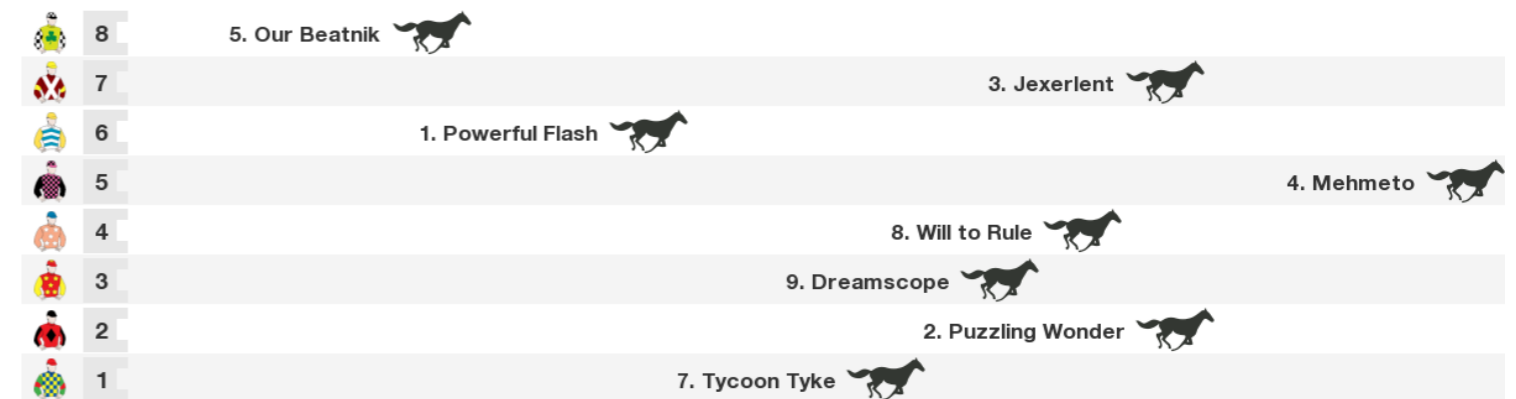 8 5. Our Beatnik
7 3. Jexerlent
6 1. Powerful Flash
5 4. Mehmeto
4 8. Will to Rule
3 9. Dreamscope
2 2. Puzzling Wonder
1 7. Tycoon Tyke